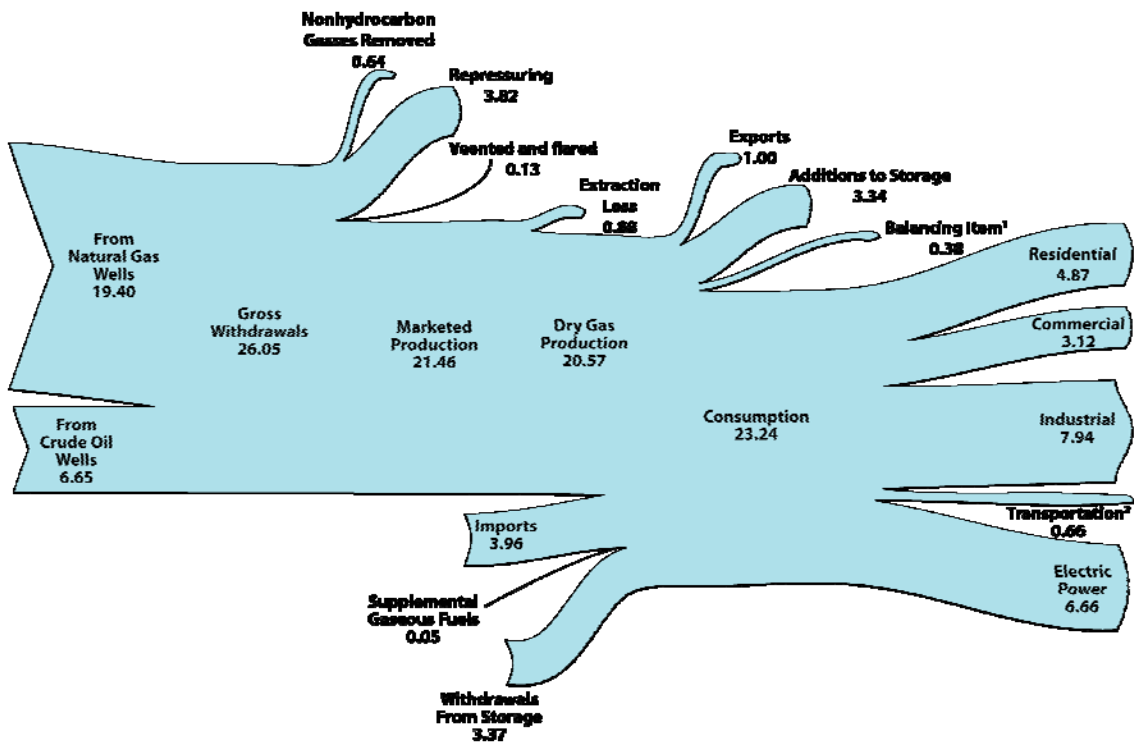 Nonhydrocarbon
Gasses Removed
0.64
Repressuring
3.82
Veented and flared
0.13
Extraction
Loss
0.88
Exports
1.00
Additions to Storage
3.34
Balancing Item¹
0.38
From
Natural Gas
Wells
19.40
Gross
Withdrawals
26.05
Marketed
Production
21.46
Dry Gas
Production
20.57
Residential
4.87
Commercial
3.12
Consumption
23.24
Industrial
7.94
From
Crude Oil
Wells
6.65
Imports
3.96
Transportation²
0.66
Electric
Power
6.66
Supplemental
Gaseous Fuels
0.05
Withdrawals
From Storage
3.37